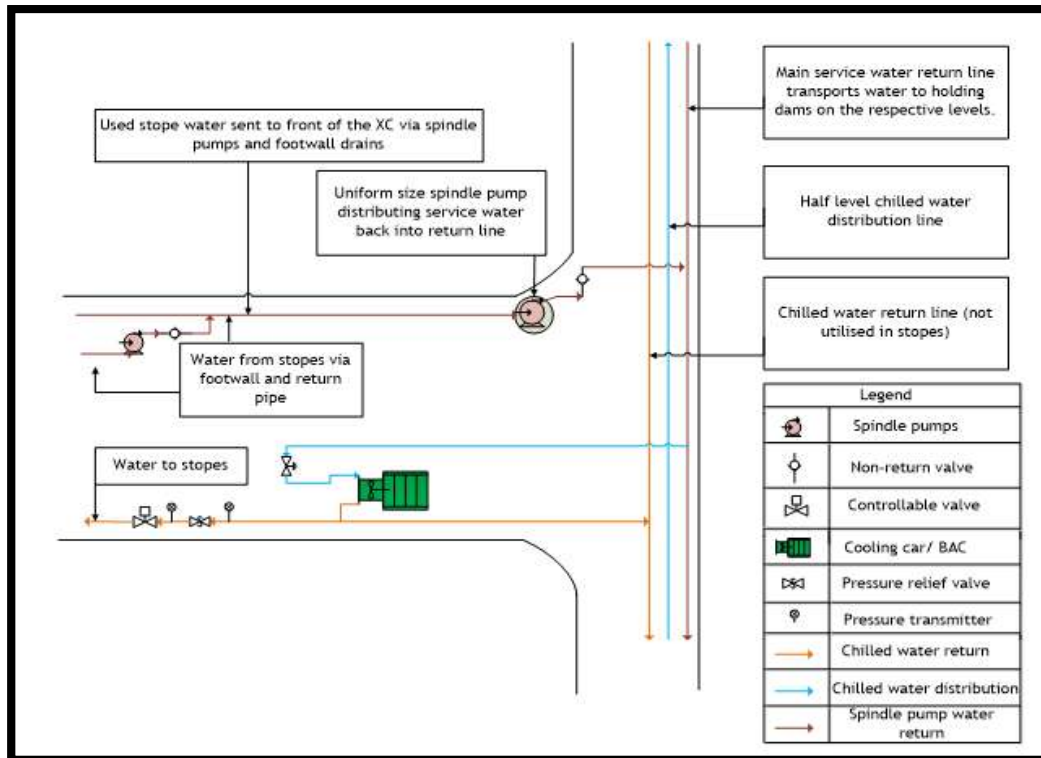 Main service water return line
transports water to holding
dams on the respective levels.
Used stope water sent to front of the XC via spindle
pumps and footwall drains
Uniform size spindle pump
distributing service water
back into return line
Half level chilled water
distribution line
Chilled water return line (not
utilised in stopes)
Water from stopes via
footwall and return
pipe
Water to stopes
Legend
Spindle pumps
Non-return valve
Controllable valve
Cooling car/ BAC
Pressure relief valve
Pressure transmitter
Chilled water return
Chilled water distribution
Spindle pump water
return